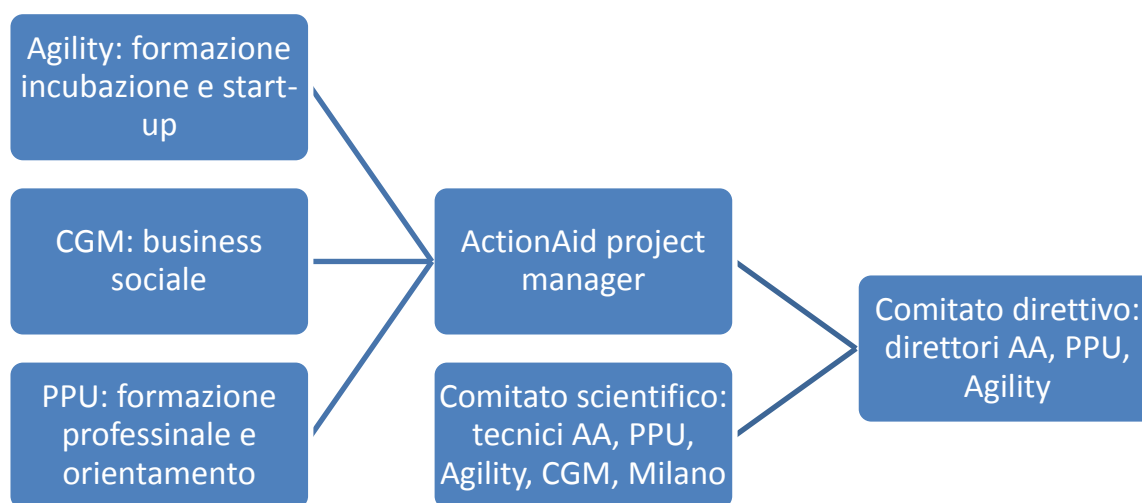 Agility: formazione
incubazione e start-
up
CGM: business
sociale
PPU: formazione
professinale e
orientamento
ActionAid project
manager
Comitato scientifico:
tecnici AA, PPU,
Agility, CGM, Milano
Comitato direttivo:
direttori AA, PPU,
Agility